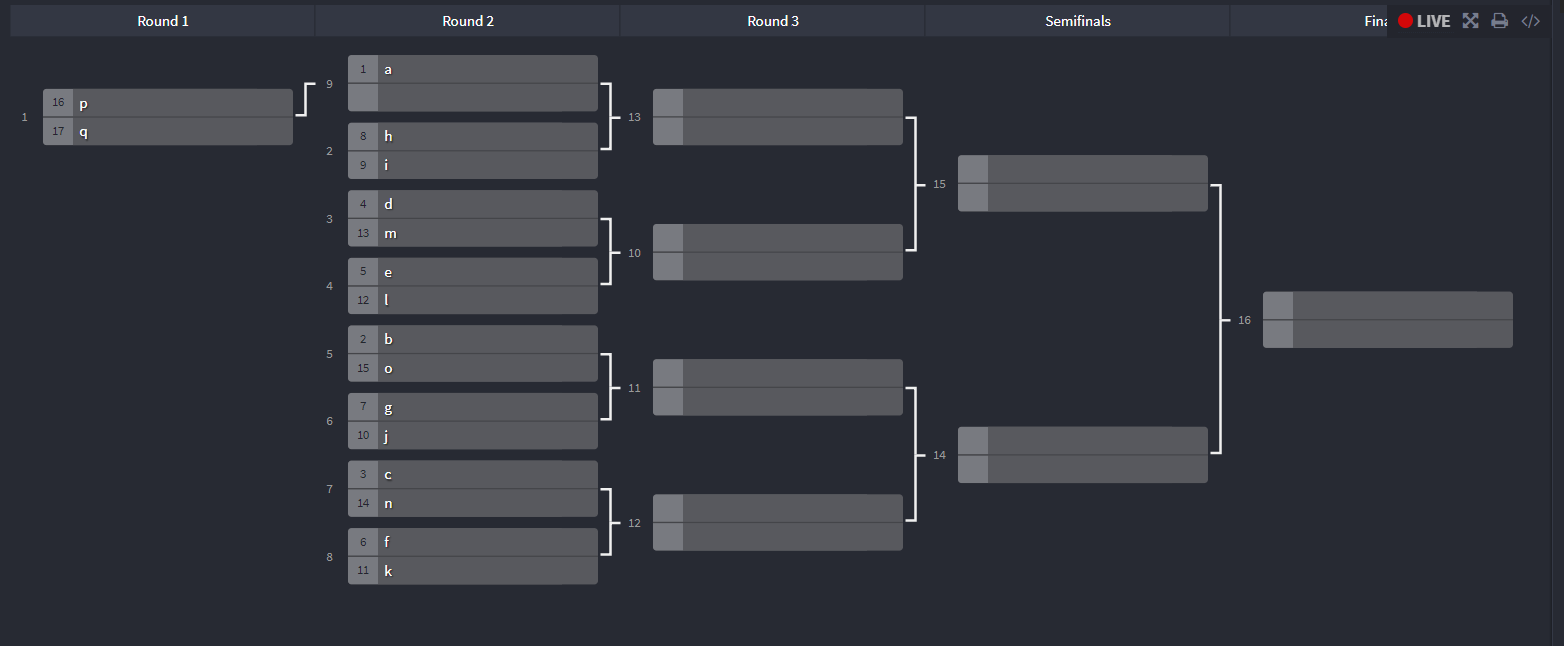 Round 1
Round 2
Round 3
Semifinals
LIVE
1
16 p
17 q
9
1 a
2
8 h
9 i
3
4 d
13 m
4
5 e
12 l
5
2 b
15 o
6
7 g
10 j
7
3 c
14 n
8
6 f
11 k
13
10
11
12
15
14
16